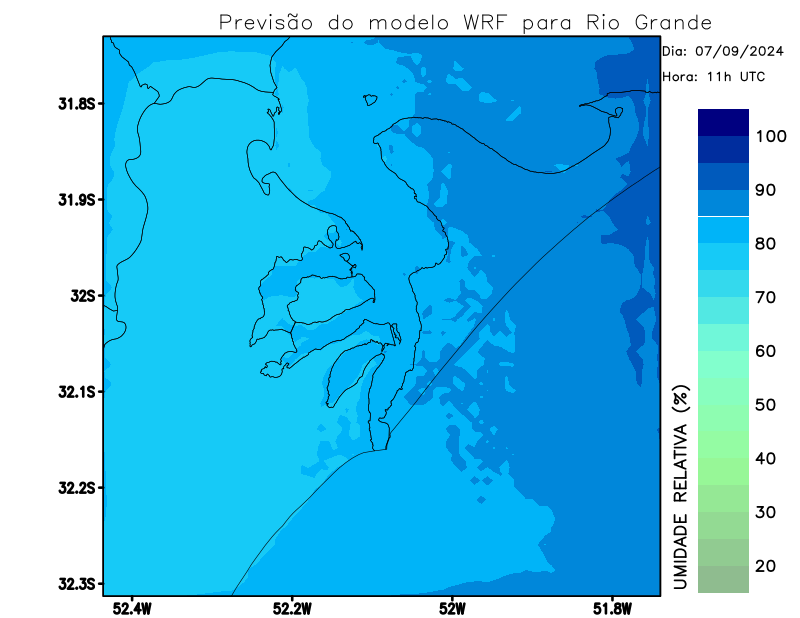 Previsão do modelo WRF para Rio Grande
Dia: 07/09/2024
Hora: 11h UTC
31.8S
31.9S
32S
32.1S
32.2S
32.3S
52.4W
52.2W
52W
51.8W
100
90
80
70
60
50
40
30
20
UMIDADE RELATIVA (%)